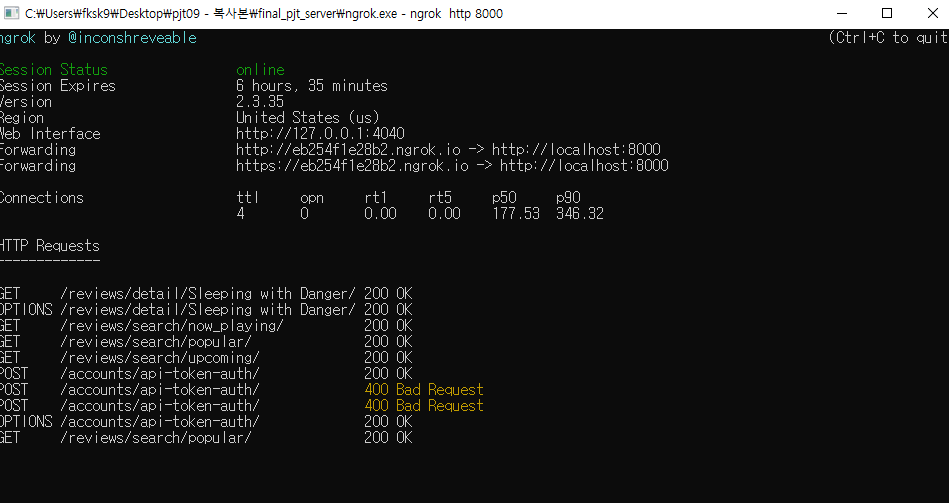 C:₩Users₩fksk9₩Desktop₩pjt09 - 복사본₩final_pjt_server₩ngrok.exe - ngrok  http 8000
ngrok by @inconshreveable (Ctrl+C to quit
Session Status online
Session Expires 6 hours, 35 minutes
Version 2.3.35
Region United States (us)
Web Interface http://127.0.0.1:4040
Forwarding http://eb254f1e28b2.ngrok.io -> http://localhost:8000
Forwarding https://eb254f1e28b2.ngrok.io -> http://localhost:8000
Connections ttl opn rt1 rt5 p50 p90
4 0 0.00 0.00 177.53 346.32
HTTP Requests
-------------
GET /reviews/detail/Sleeping with Danger/ 200 OK
OPTIONS /reviews/detail/Sleeping with Danger/ 200 OK
GET /reviews/search/now_playing/ 200 OK
GET /reviews/search/popular/ 200 OK
GET /reviews/search/upcoming/ 200 OK
POST /accounts/api-token-auth/ 200 OK
POST /accounts/api-token-auth/ 400 Bad Request
POST /accounts/api-token-auth/ 400 Bad Request
OPTIONS /accounts/api-token-auth/ 200 OK
GET /reviews/search/popular/ 200 OK